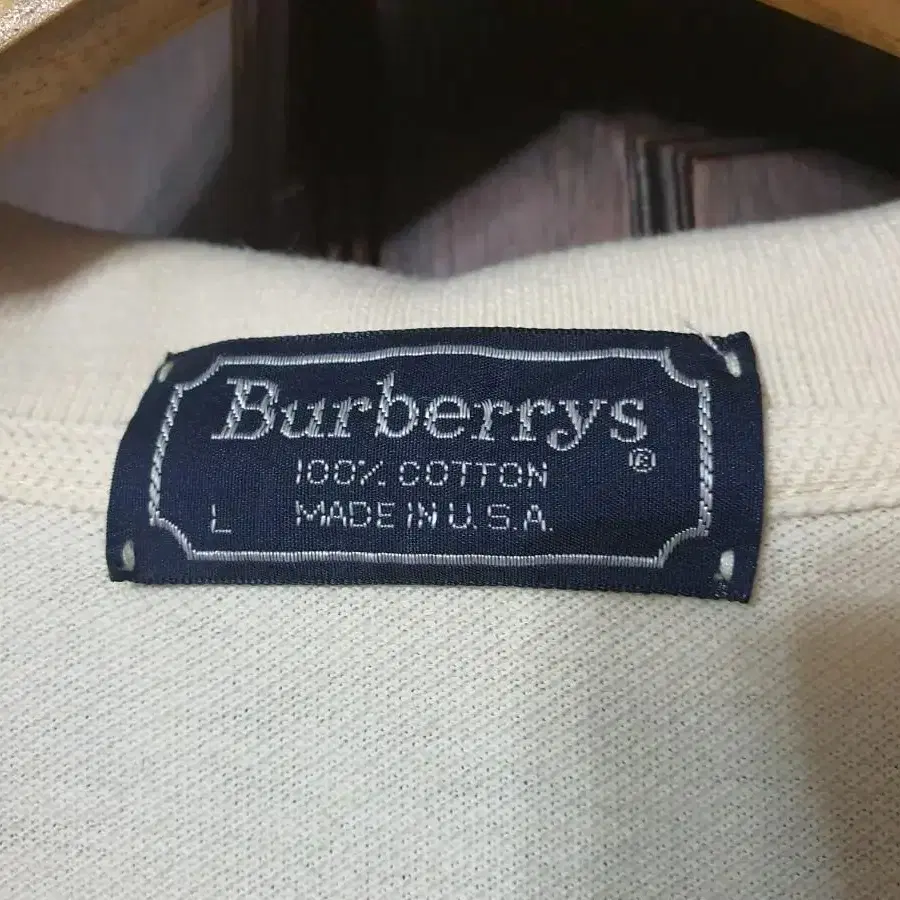 Burberrys
®
100% COTTON
L MADE IN U.S.A.